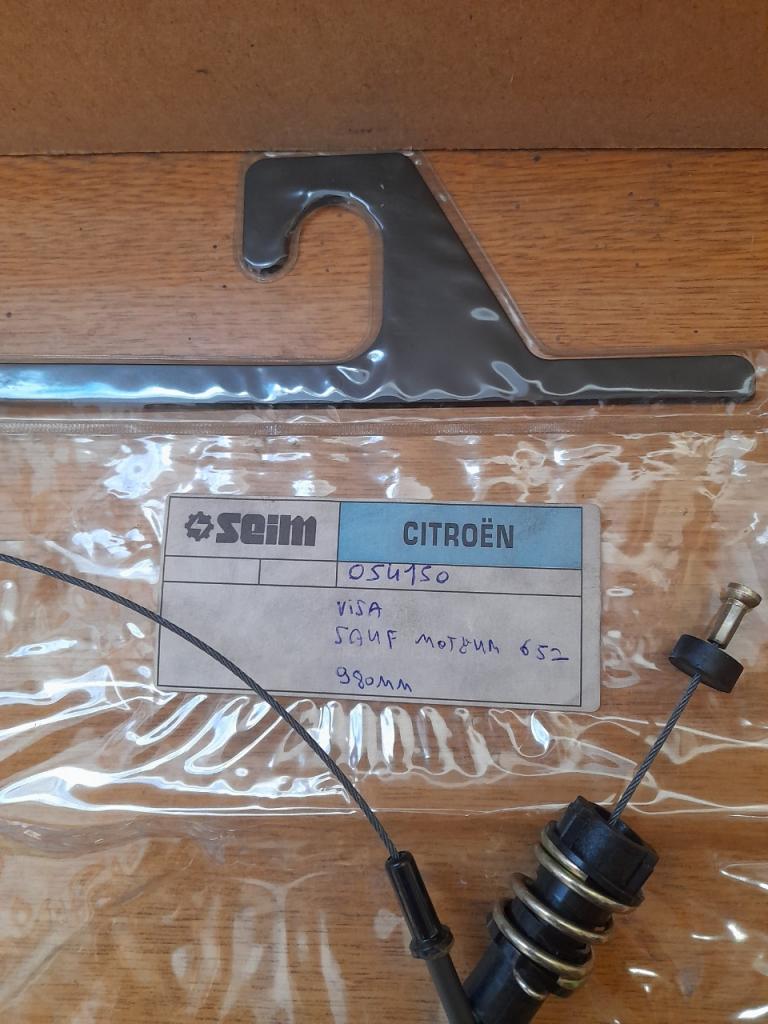 seim
CITROËN
054150
VISA
SAUF MOTEUR 652
980mm